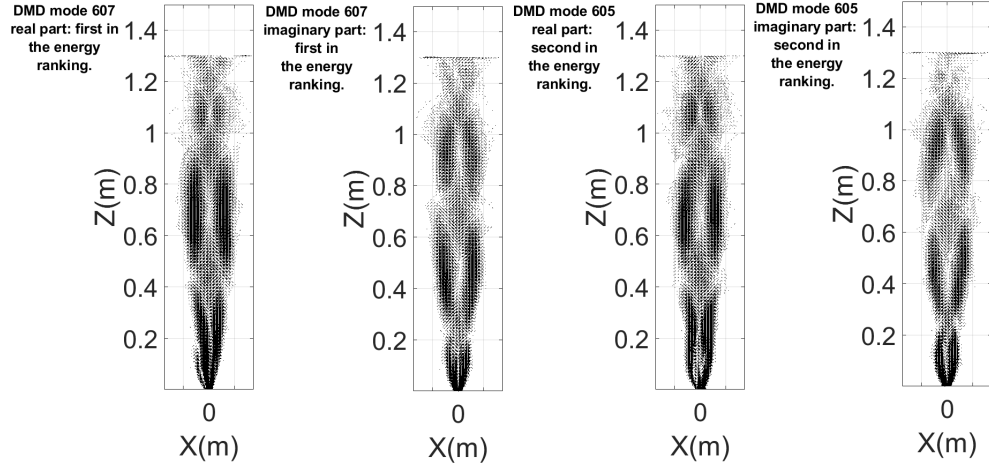 DMD mode 607
real part: first in
the energy
ranking.
1.4
1.2
1
0.8
0.6
0.4
0.2
Z(m)
0
X(m)
DMD mode 607
imaginary part:
first in
the energy
ranking.
1.4
1.2
1
0.8
0.6
0.4
0.2
Z(m)
0
X(m)
DMD mode 605
real part:
second in
the energy
ranking.
1.4
1.2
1
0.8
0.6
0.4
0.2
Z(m)
0
X(m)
DMD mode 605
imaginary part:
second in
the energy
ranking.
1.4
1.2
1
0.8
0.6
0.4
0.2
Z(m)
0
X(m)